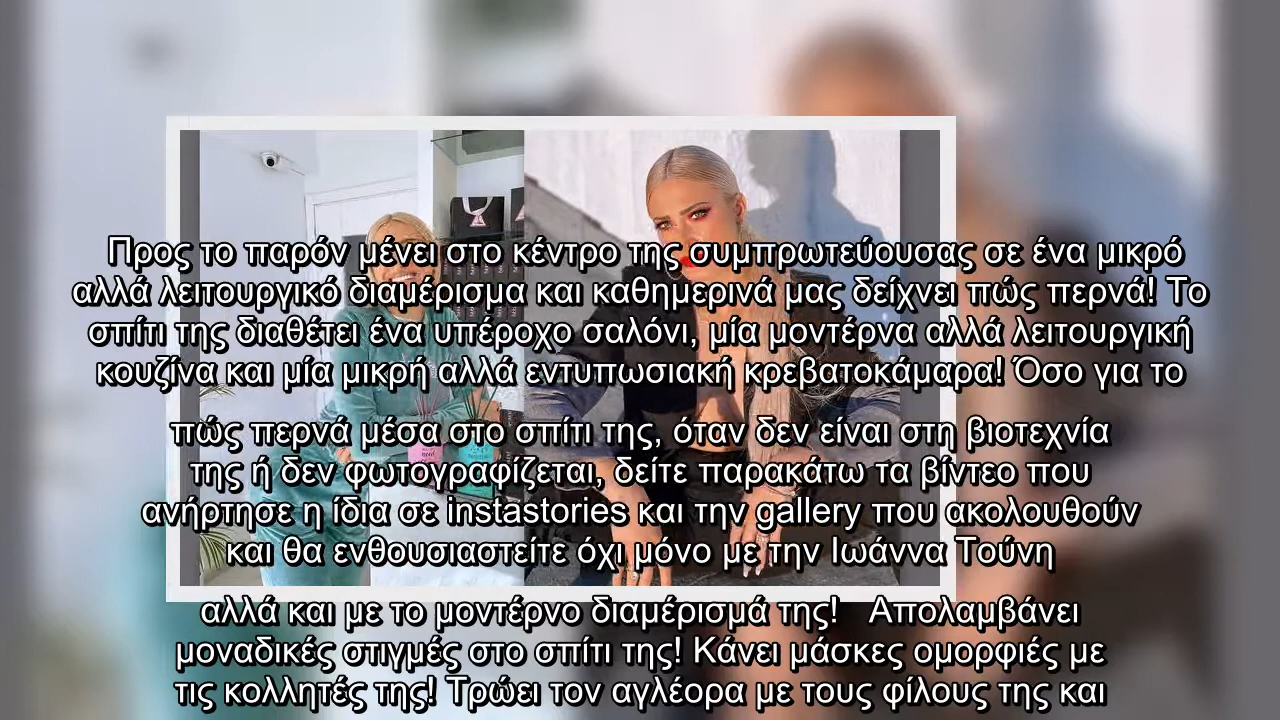 Προς το παρόν μένει στο κέντρο της συμπρωτεύουσας σε ένα μικρό
αλλά λειτουργικό διαμέρισμα και καθημερινά μας δείχνει πώς περνά! Το
σπίτι της διαθέτει ένα υπέροχο σαλόνι, μία μοντέρνα αλλά λειτουργική
κουζίνα και μία μικρή αλλά εντυπωσιακή κρεβατοκάμαρα! Όσο για το
πώς περνά μέσα στο σπίτι της, όταν δεν είναι στη βιοτεχνία
της ή δεν φωτογραφίζεται, δείτε παρακάτω τα βίντεο που
ανήρτησε η ίδια σε instastories και την gallery που ακολουθούν
και θα ενθουσιαστείτε όχι μόνο με την Ιωάννα Τούνη
αλλά και με το μοντέρνο διαμέρισμά της! Απολαμβάνει
μοναδικές στιγμές στο σπίτι της! Κάνει μάσκες ομορφιές με
τις κολλητές της! Τρώει τον αγλέορα με τους φίλους της και